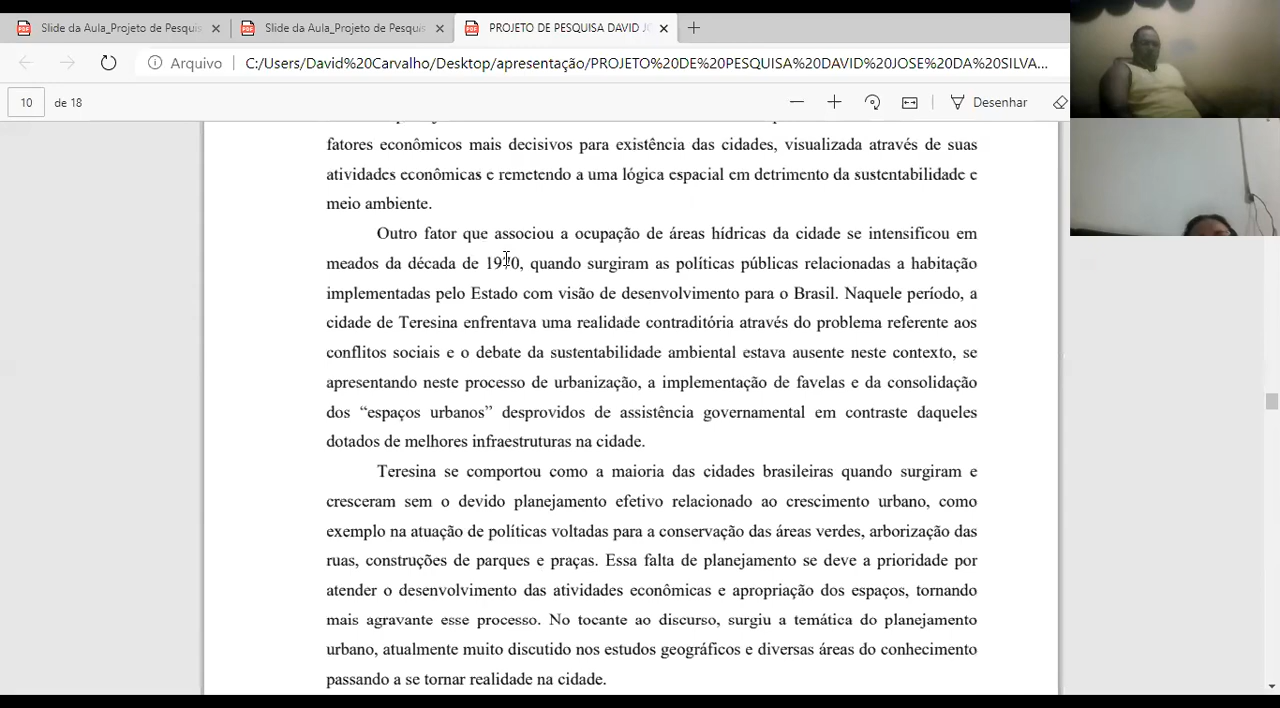 Slide da Aula_Projeto de Pesquis
Slide da Aula_Projeto de Pesquis
PROJETO DE PESQUISA DAVID JO
Arquivo
C:/Users/David%20Carvalho/Desktop/apresentação/PROJETO%20DE%20PESQUISA%20DAVID%20JOSE%20DA%20SILVA...
10 de 18
Desenhar
fatores econômicos mais decisivos para existência das cidades, visualizada através de suas
atividades econômicas e remetendo a uma lógica espacial em detrimento da sustentabilidade e
meio ambiente.
Outro fator que associou a ocupação de áreas hídricas da cidade se intensificou em
meados da década de quando surgiram as políticas públicas relacionadas a habitação
implementadas pelo Estado com visão de desenvolvimento para o Brasil. Naquele período, a
cidade de Teresina enfrentava uma realidade contraditória através do problema referente aos
conflitos sociais e o debate da sustentabilidade ambiental estava ausente neste contexto, se
apresentando neste processo de urbanização, a implementação de favelas e da consolidação
dos “espaços urbanos” desprovidos de assistência governamental em contraste daqueles
dotados de melhores infraestruturas na cidade.
Teresina se comportou como a maioria das cidades brasileiras quando surgiram e
cresceram sem o devido planejamento efetivo relacionado ao crescimento urbano, como
exemplo na atuação de políticas voltadas para a conservação das áreas verdes, arborização das
ruas, construções de parques e praças. Essa falta de planejamento se deve a prioridade por
atender o desenvolvimento das atividades econômicas e apropriação dos espaços, tornando
mais agravante esse processo. No tocante ao discurso, surgiu a temática do planejamento
urbano, atualmente muito discutido nos estudos geográficos e diversas áreas do conhecimento
passando a se tornar realidade na cidade.